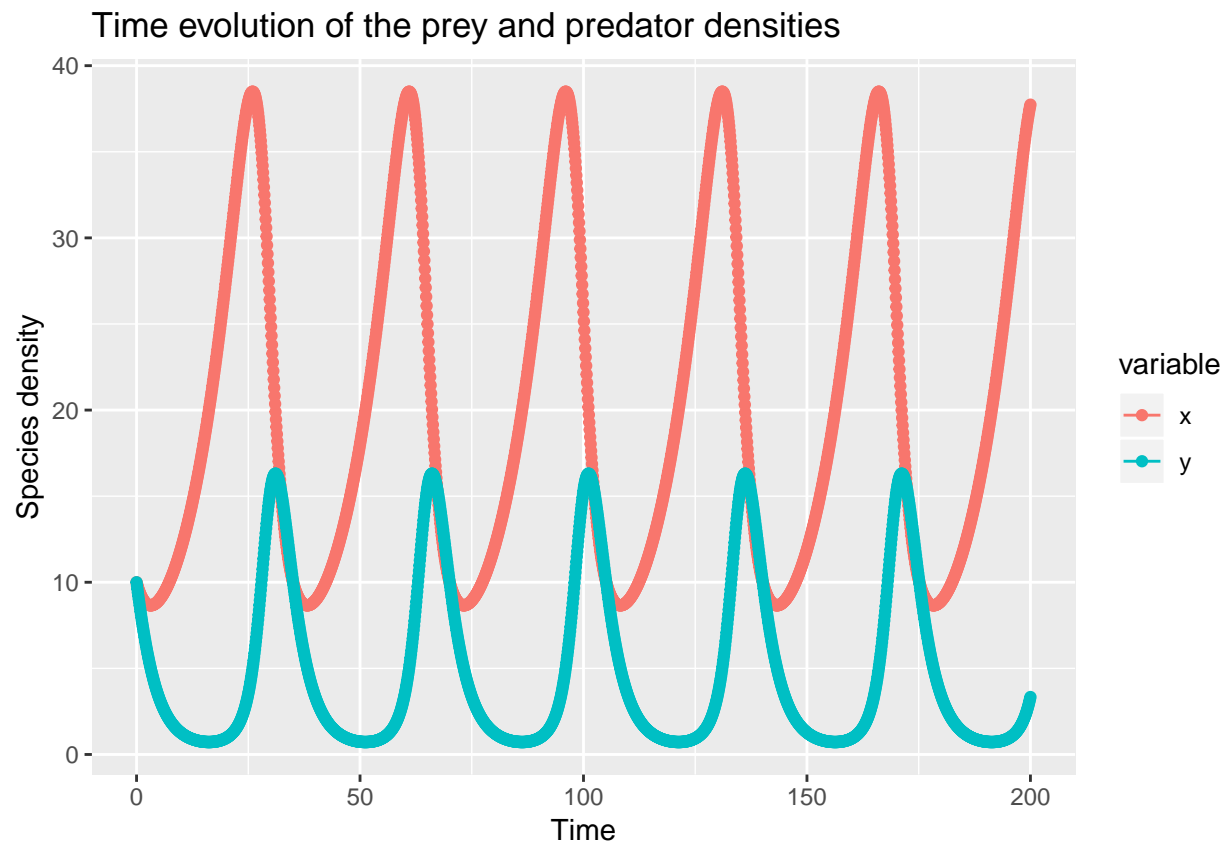 Time evolution of the prey and predator densities
40
30
20
10
0
Species density
0 50 100 150 200
Time
variable
x
y